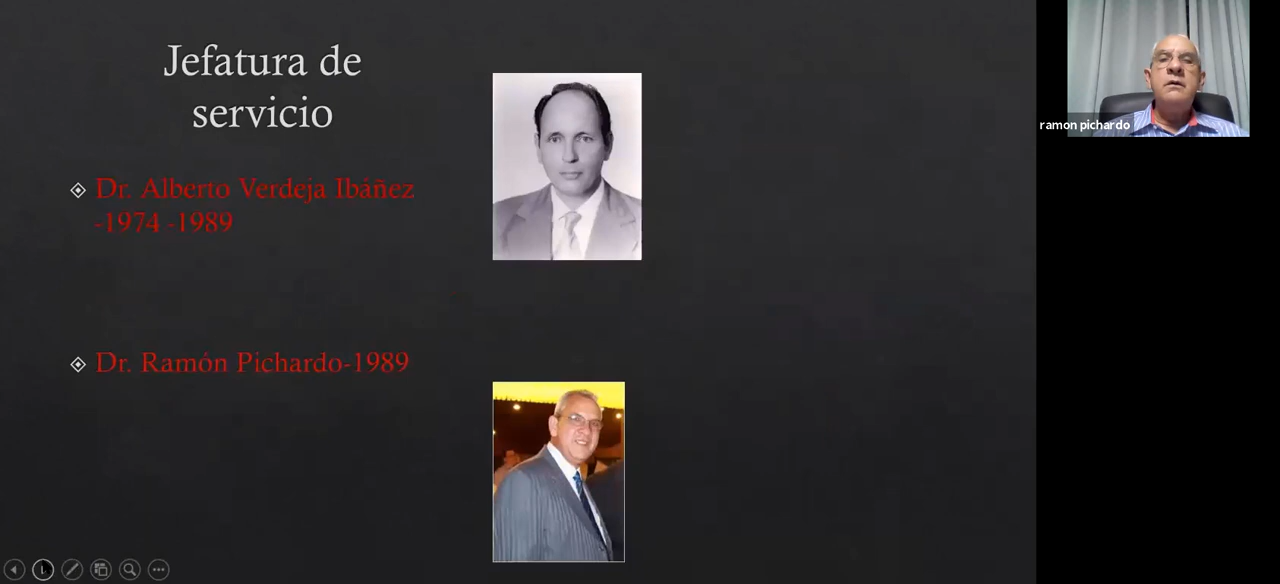 Jefatura de
servicio
Dr. Alberto Verdeja Ibáñez
-1974 -1989
Dr. Ramón Pichardo-1989
ramon pichardo